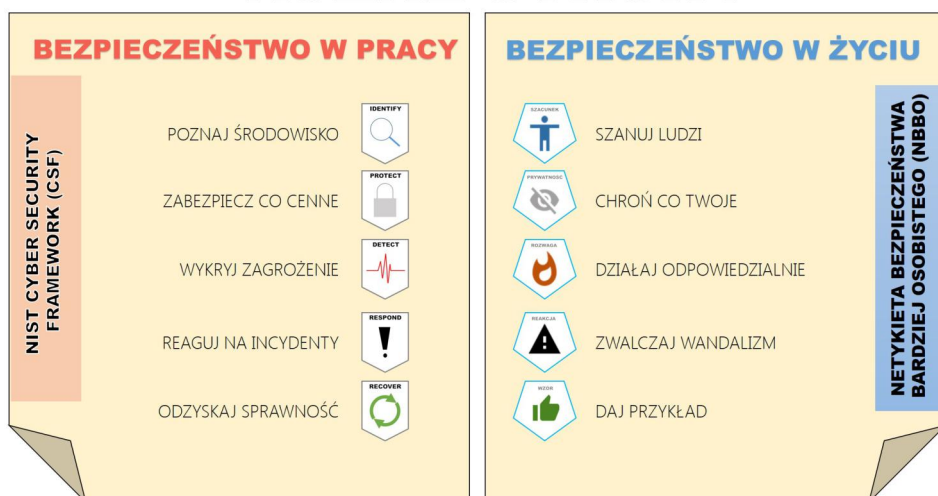 BEZPIECZEŃSTWO W PRACY
NIST CYBER SECURITY
FRAMEWORK (CSF)
POZNAJ ŚRODOWISKO
IDENTIFY
ZABEZPIECZ CO CENNE
PROTECT
WYKRYJ ZAGROŻENIE
DETECT
REAGUJ NA INCYDENTY
RESPOND
ODZYSKAJ SPRAWNOŚĆ
RECOVER
BEZPIECZEŃSTWO W ŻYCIU
SZACUNEK
SZANUJ LUDZI
PRYWATNOŚĆ
CHROŃ CO TWOJE
ROZWAGA
DZIAŁAJ ODPOWIEDZIALNIE
REAKCJA
ZWALCZAJ WANDALIZM
WZÓR
DAJ PRZYKŁAD
NETYKIETA BEZPIECZEŃSTWA
BARDZIEJ OSOBISTEGO (NBBO)